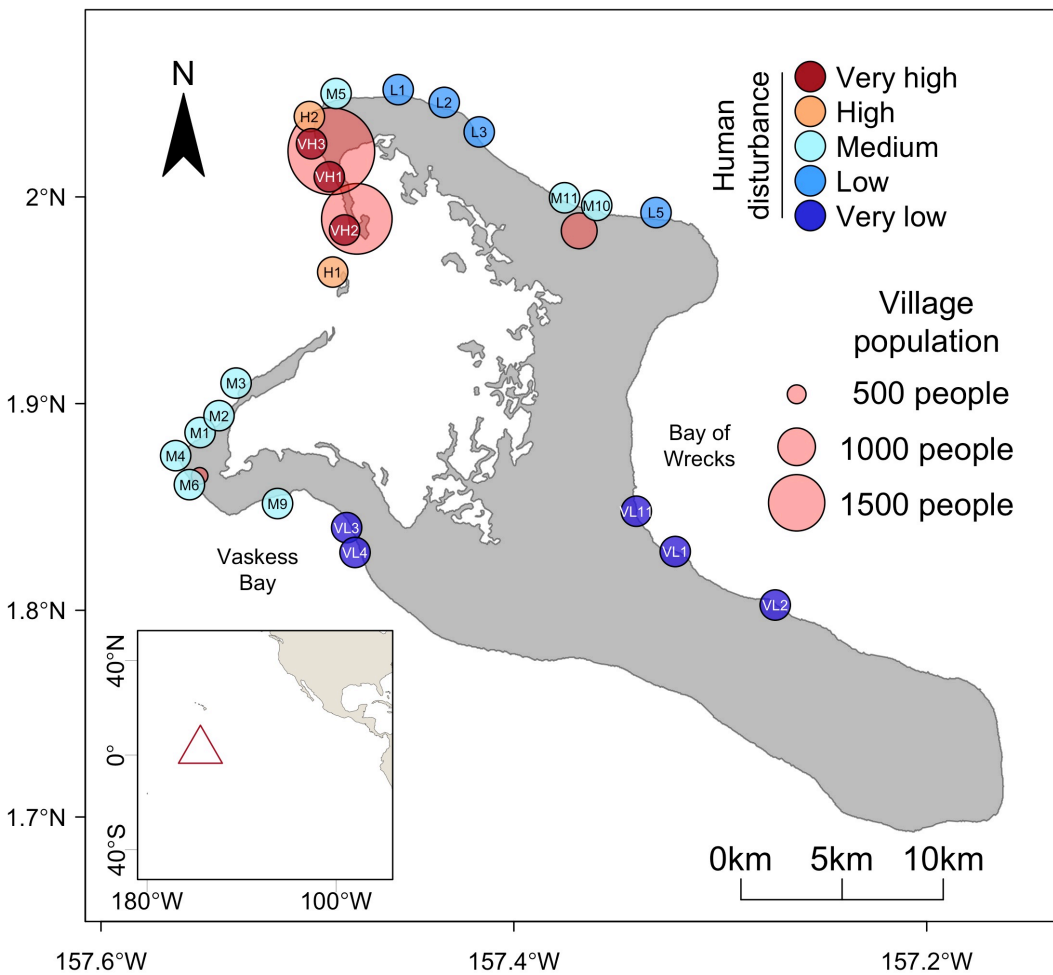 N
M5
L1
L2
H2
L3
VH3
VH1
VH2
H1
M11
M10
L5
M3
M2
M1
M4
M6
M9
VL3
VL4
VL11
VL1
VL2
Human
disturbance
Very high
High
Medium
Low
Very low
Village
population
500 people
1000 people
1500 people
Bay of
Wrecks
Vaskess
Bay
2°N
1.9°N
1.8°N
1.7°N
40°N
0°
40°S
180°W
100°W
0km
5km
10km
157.6°W
157.4°W
157.2°W